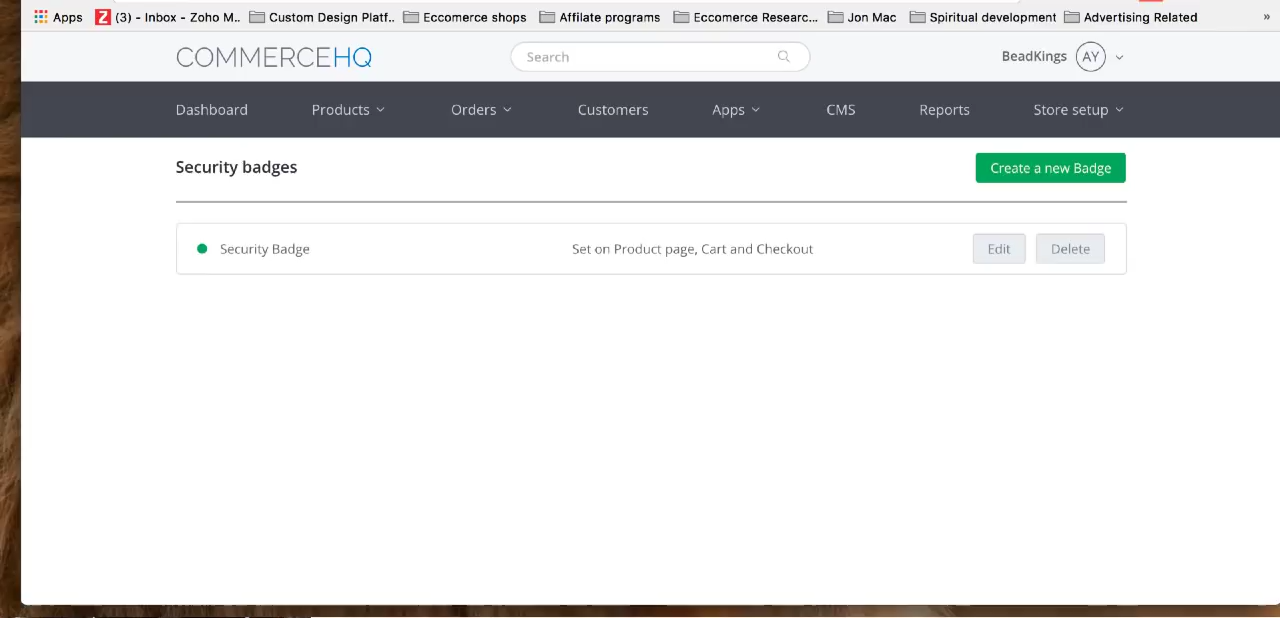 Apps (3) - Inbox - Zoho M... Custom Design Platf... Eccomerce shops Affilate programs Eccomerce Researc... Jon Mac Spiritual development Advertising Related »
COMMERCEHQ Search BeadKings AY
Dashboard Products Orders Customers Apps CMS Reports Store setup
Security badges Create a new Badge
Security Badge Set on Product page, Cart and Checkout Edit Delete